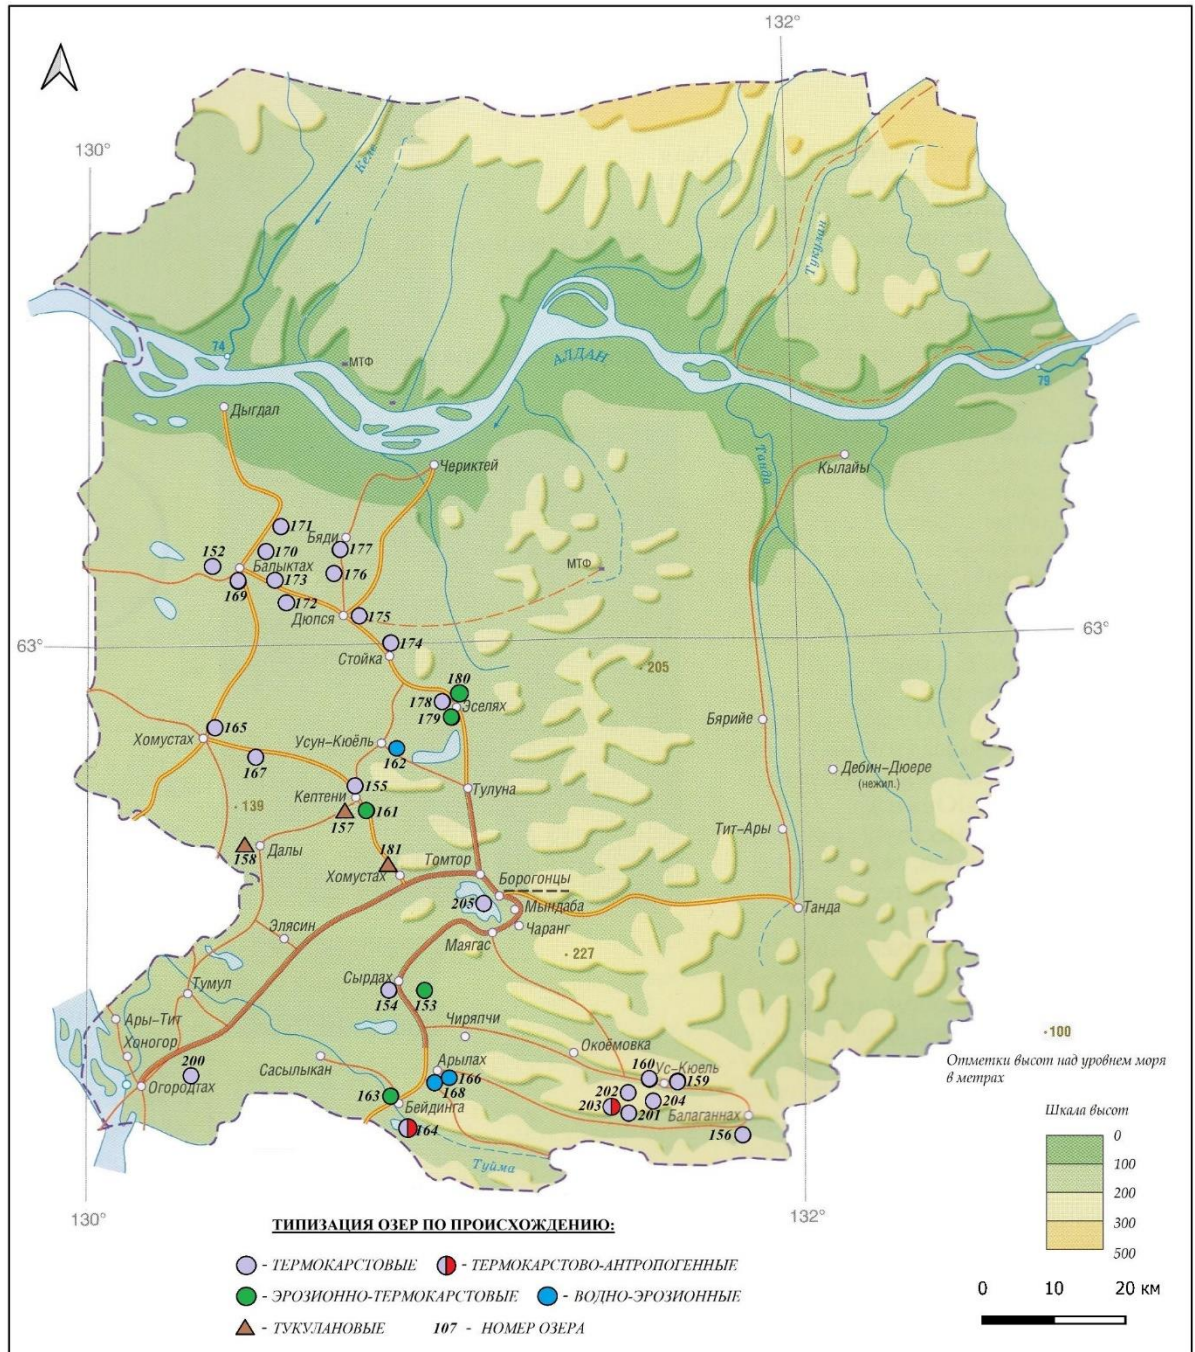 132°
130°
Келе
Тукулан
74
МТФ
АЛДАН
79
Дыгдал
Чериктей
Танда
Кылайы
171
Бяди
152
170
177
Балыктах
МТФ
173
176
169
172
175
Дюпся
174
63°
63°
Стойка
205
180
178
Эселях
179
165
Бярийе
Хомустах
Усун-Кюёль
162
167
Дебин-Дюере
(нежил.)
155
Тулуна
Кептени
139
161
157
Тит-Ары
158
Далы
181
Томтор
Хомустах
Борогонцы
205
Мындаба
Танда
Чаранг
Элясин
Маягас
227
Сырдах
Тумул
154
153
Ары-Тит
Чиряпчи
100
Хоногор
Окоёмовка
Отметки высот над уровнем моря
в метрах
200
Сасылыкан
Арылах
160
Ус-Кюель
166
159
Огородтах
168
202
163
Бейдинга
203
204
201
Балаганнах
Шкала высот
164
156
0
Туйма
100
200
300
500
130°
132°
ТИПИЗАЦИЯ ОЗЕР ПО ПРОИСХОЖДЕНИЮ:
- ТЕРМОКАРСТОВЫЕ - ТЕРМОКАРСТОВО-АНТРОПОГЕННЫЕ
- ЭРОЗИОННО-ТЕРМОКАРСТОВЫЕ - ВОДНО-ЭРОЗИОННЫЕ
- ТУКУЛАНОВЫЕ 107 - НОМЕР ОЗЕРА
0 10 20 км